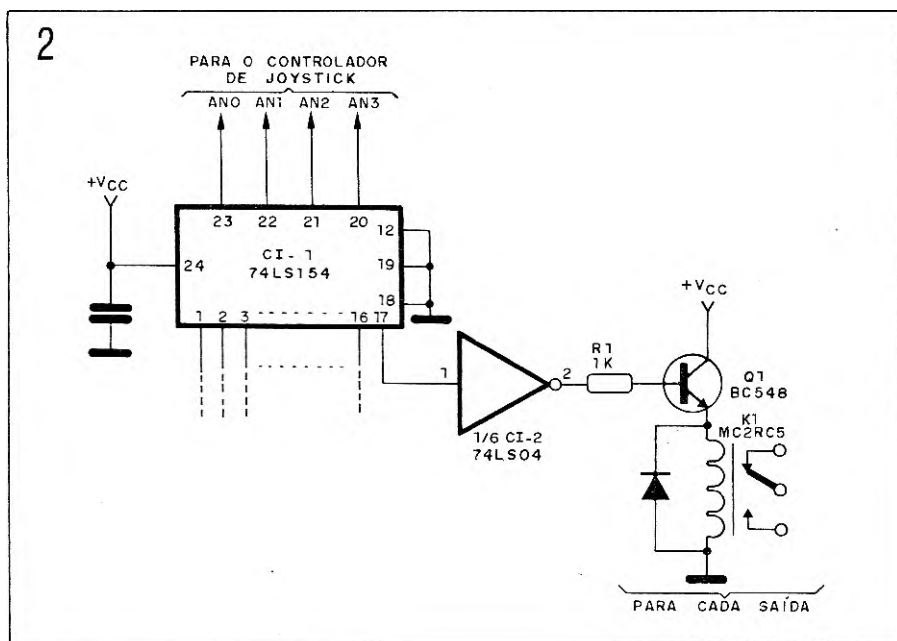 2
PARA O CONTROLADOR
DE JOYSTICK
AN0 AN1 AN2 AN3
+VCC
23 22 21 20
12
CI-1
24
19
74LS154
18
1 2 3 16 17
+VCC
R1
1K
1
2
Q1
BC548
K1
MC2RC5
1/6 CI-2
74LS04
PARA CADA SAÍDA